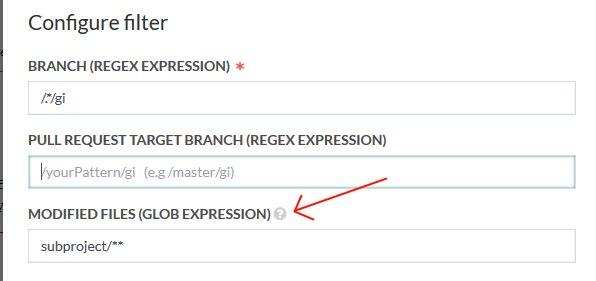 Configure filter
BRANCH (REGEX EXPRESSION) *
/.*/gi
PULL REQUEST TARGET BRANCH (REGEX EXPRESSION)
/yourPattern/gi (e.g /master/gi)
MODIFIED FILES (GLOB EXPRESSION) ?
subproject/**